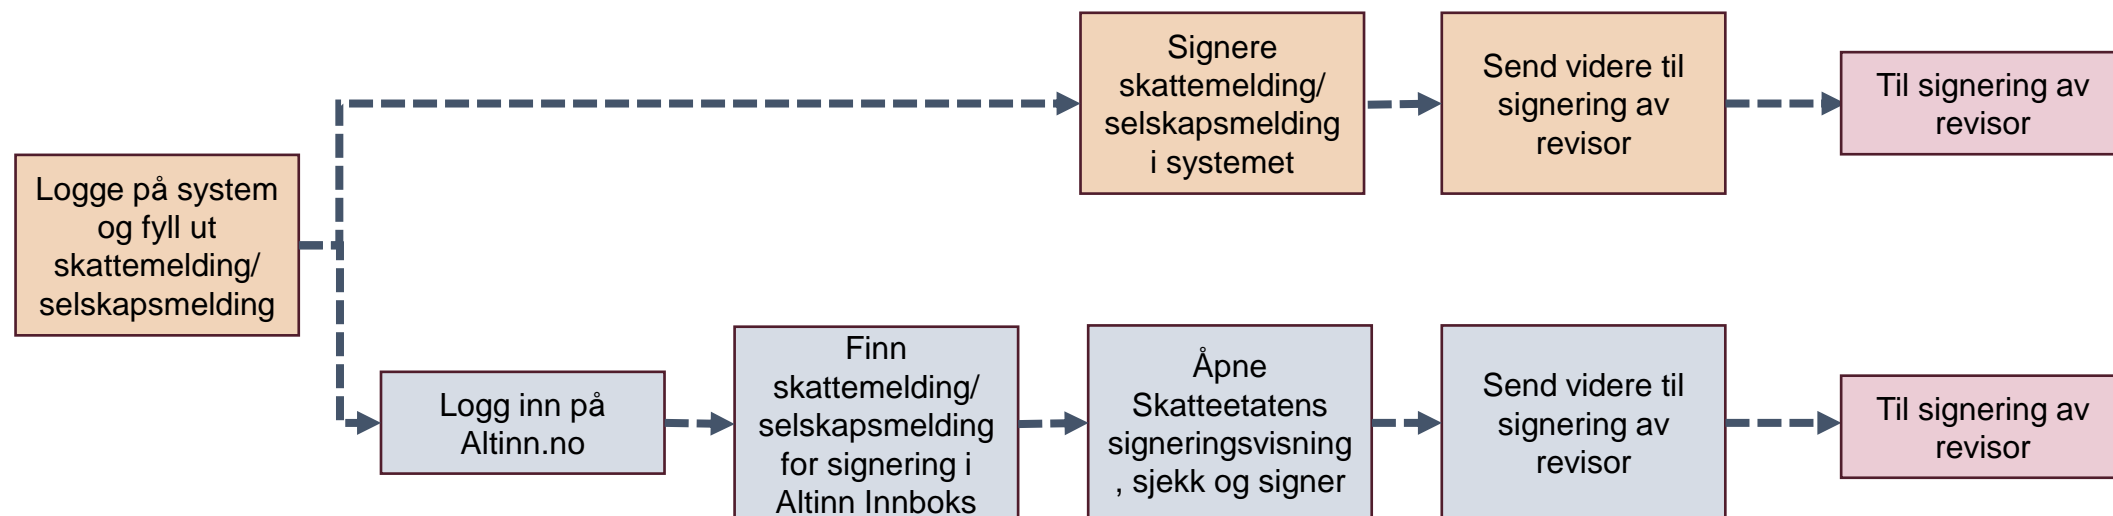 Logge på system
og fyll ut
skattemelding/
selskapsmelding
Signere
skattemelding/
selskapsmelding
i systemet
Send videre til
signering av
revisor
Til signering av
revisor
Logg inn på
Altinn.no
Finn
skattemelding/
selskapsmelding
for signering i
Altinn Innboks
Åpne
Skatteetatens
signeringsvisning
, sjekk og signer
Send videre til
signering av
revisor
Til signering av
revisor